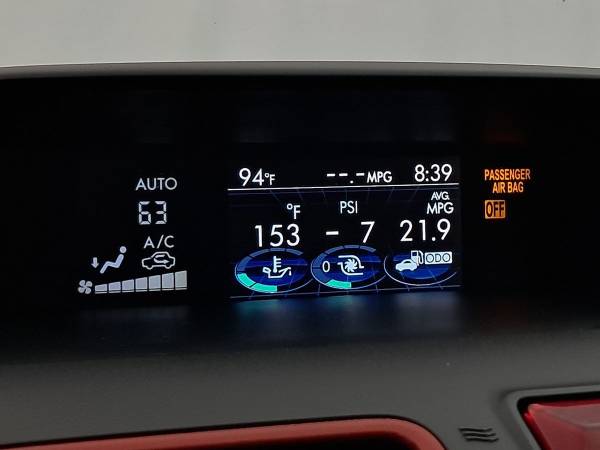 94°F --.-MPG 8:39
AUTO
63
A/C
°F PSI AVG. MPG
153 - 7 21.9
0 ODO
PASSENGER
AIR BAG
OFF